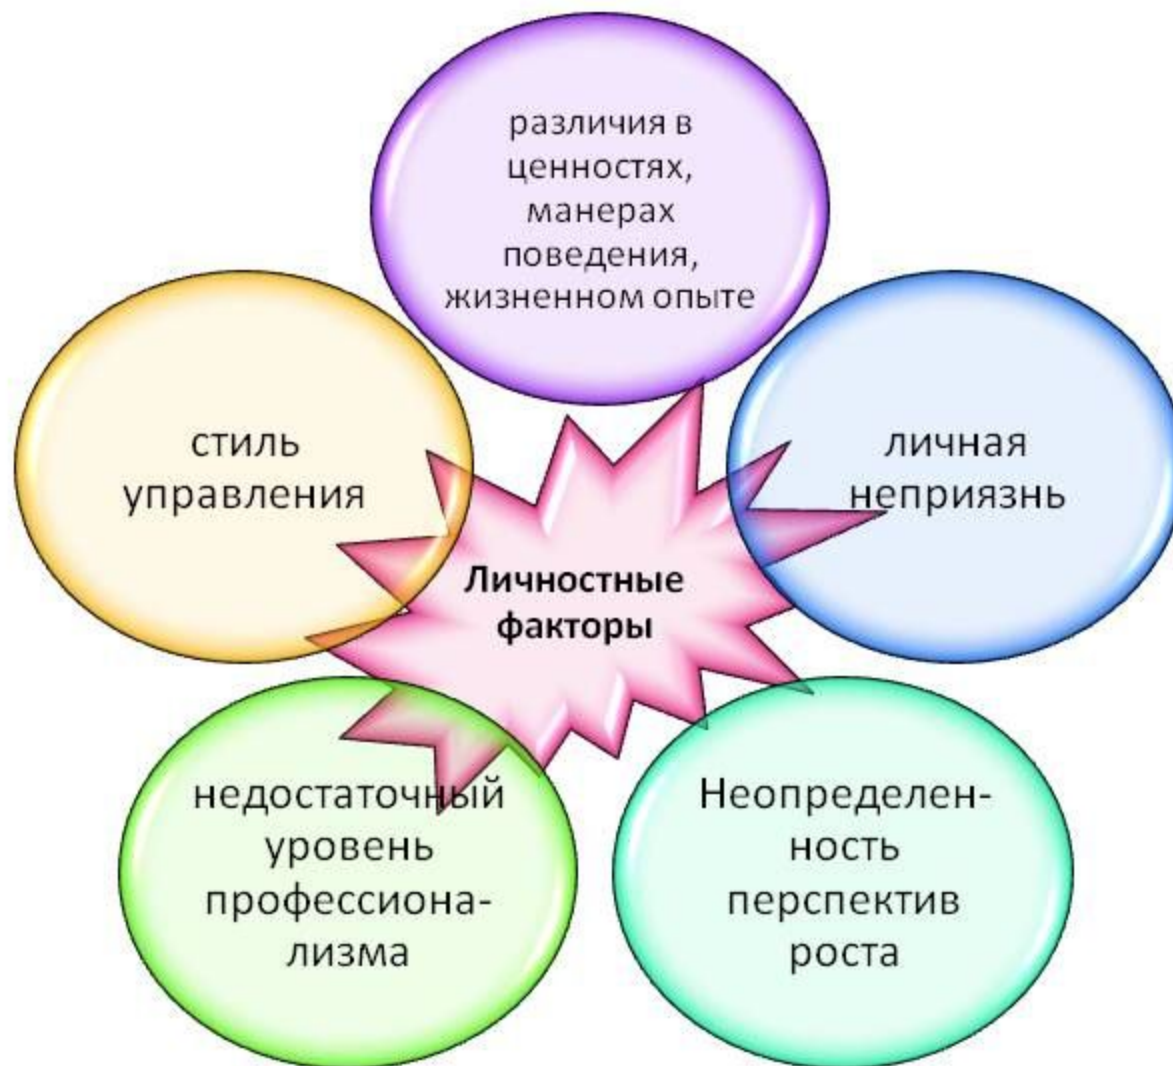 различия в
ценностях,
манерах
поведения,
жизненном опыте
стиль
управления
личная
неприязнь
Личностные
факторы
недостаточный
уровень
профессиона-
лизма
Неопределен-
ность
перспектив
роста